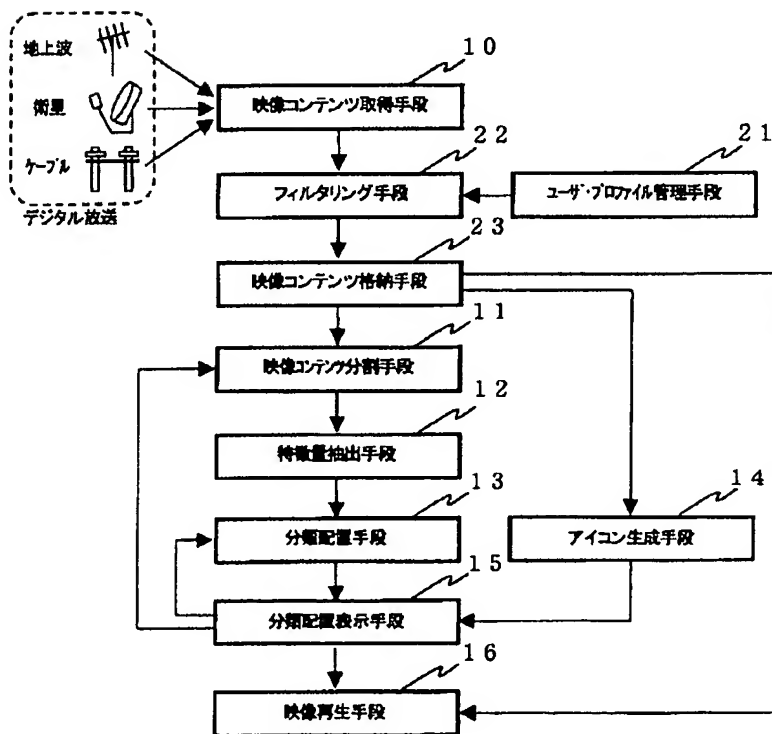 地上波
衛星
ケーブル
デジタル放送
10
映像コンテンツ取得手段
22
フィルタリング手段
21
ユーザ・プロファイル管理手段
23
映像コンテンツ格納手段
11
映像コンテンツ分割手段
12
特徴量抽出手段
13
分類配置手段
14
アイコン生成手段
15
分類配置表示手段
16
映像再生手段